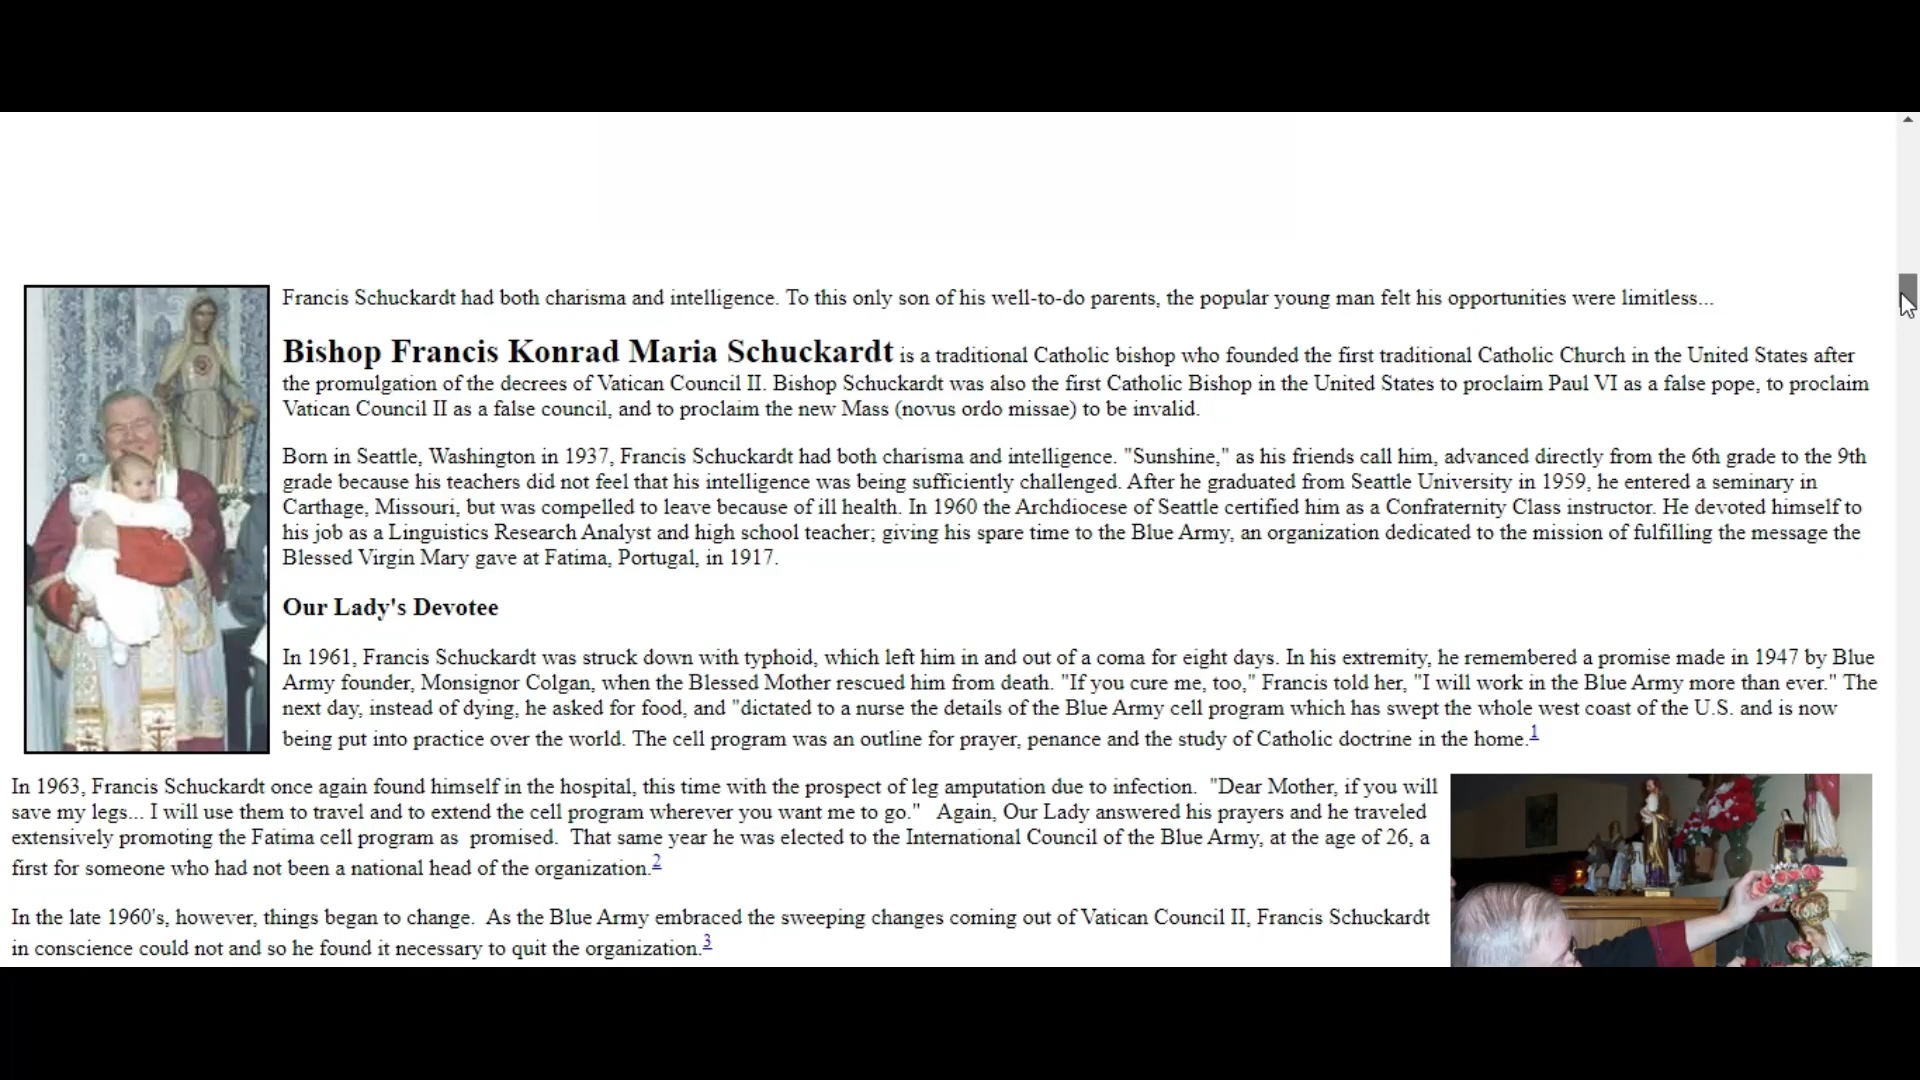 Francis Schuckardt had both charisma and intelligence. To this only son of his well-to-do parents, the popular young man felt his opportunities were limitless...
Bishop Francis Konrad Maria Schuckardt is a traditional Catholic bishop who founded the first traditional Catholic Church in the United States after
the promulgation of the decrees of Vatican Council II. Bishop Schuckardt was also the first Catholic Bishop in the United States to proclaim Paul VI as a false pope, to proclaim
Vatican Council II as a false council, and to proclaim the new Mass (novus ordo missae) to be invalid.
Born in Seattle, Washington in 1937, Francis Schuckardt had both charisma and intelligence. "Sunshine," as his friends call him, advanced directly from the 6th grade to the 9th
grade because his teachers did not feel that his intelligence was being sufficiently challenged. After he graduated from Seattle University in 1959, he entered a seminary in
Carthage, Missouri, but was compelled to leave because of ill health. In 1960 the Archdiocese of Seattle certified him as a Confraternity Class instructor. He devoted himself to
his job as a Linguistics Research Analyst and high school teacher; giving his spare time to the Blue Army, an organization dedicated to the mission of fulfilling the message the
Blessed Virgin Mary gave at Fatima, Portugal, in 1917.
Our Lady's Devotee
In 1961, Francis Schuckardt was struck down with typhoid, which left him in and out of a coma for eight days. In his extremity, he remembered a promise made in 1947 by Blue
Army founder, Monsignor Colgan, when the Blessed Mother rescued him from death. "If you cure me, too," Francis told her, "I will work in the Blue Army more than ever." The
next day, instead of dying, he asked for food, and "dictated to a nurse the details of the Blue Army cell program which has swept the whole west coast of the U.S. and is now
being put into practice over the world. The cell program was an outline for prayer, penance and the study of Catholic doctrine in the home.1
In 1963, Francis Schuckardt once again found himself in the hospital, this time with the prospect of leg amputation due to infection. "Dear Mother, if you will
save my legs... I will use them to travel and to extend the cell program wherever you want me to go." Again, Our Lady answered his prayers and he traveled
extensively promoting the Fatima cell program as promised. That same year he was elected to the International Council of the Blue Army, at the age of 26, a
first for someone who had not been a national head of the organization.2
In the late 1960's, however, things began to change. As the Blue Army embraced the sweeping changes coming out of Vatican Council II, Francis Schuckardt
in conscience could not and so he found it necessary to quit the organization.3